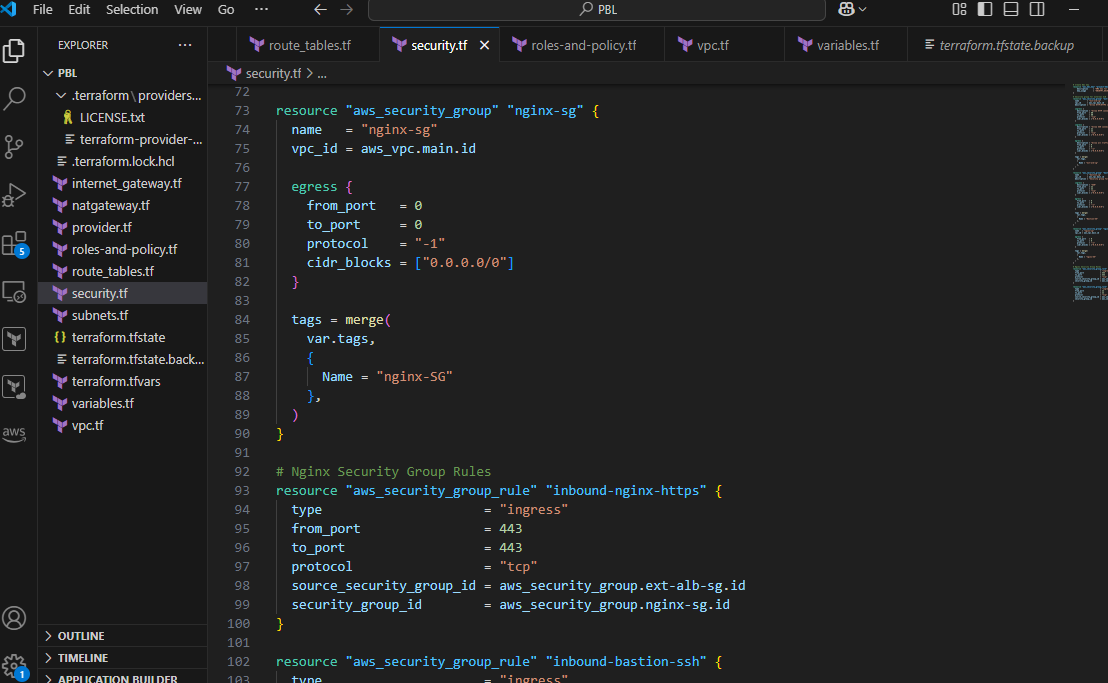 File Edit Selection View Go ··· PBL
EXPLORER ···
PBL
.terraform\providers...
LICENSE.txt
terraform-provider-...
.terraform.lock.hcl
internet_gateway.tf
natgateway.tf
provider.tf
roles-and-policy.tf
route_tables.tf
security.tf
subnets.tf
terraform.tfstate
terraform.tfstate.back...
terraform.tfvars
variables.tf
vpc.tf
OUTLINE
TIMELINE
APPLICATION BUILDER
5
aws
1
route_tables.tf security.tf roles-and-policy.tf vpc.tf variables.tf terraform.tfstate.backup
security.tf > ...
72
73 resource "aws_security_group" "nginx-sg" {
74 name = "nginx-sg"
75 vpc_id = aws_vpc.main.id
76
77 egress {
78 from_port = 0
79 to_port = 0
80 protocol = "-1"
81 cidr_blocks = ["0.0.0.0/0"]
82 }
83
84 tags = merge(
85 var.tags,
86 {
87 Name = "nginx-SG"
88 },
89 )
90 }
91
92 # Nginx Security Group Rules
93 resource "aws_security_group_rule" "inbound-nginx-https" {
94 type = "ingress"
95 from_port = 443
96 to_port = 443
97 protocol = "tcp"
98 source_security_group_id = aws_security_group.ext-alb-sg.id
99 security_group_id = aws_security_group.nginx-sg.id
100 }
101
102 resource "aws_security_group_rule" "inbound-bastion-ssh" {
103 type = "ingress"